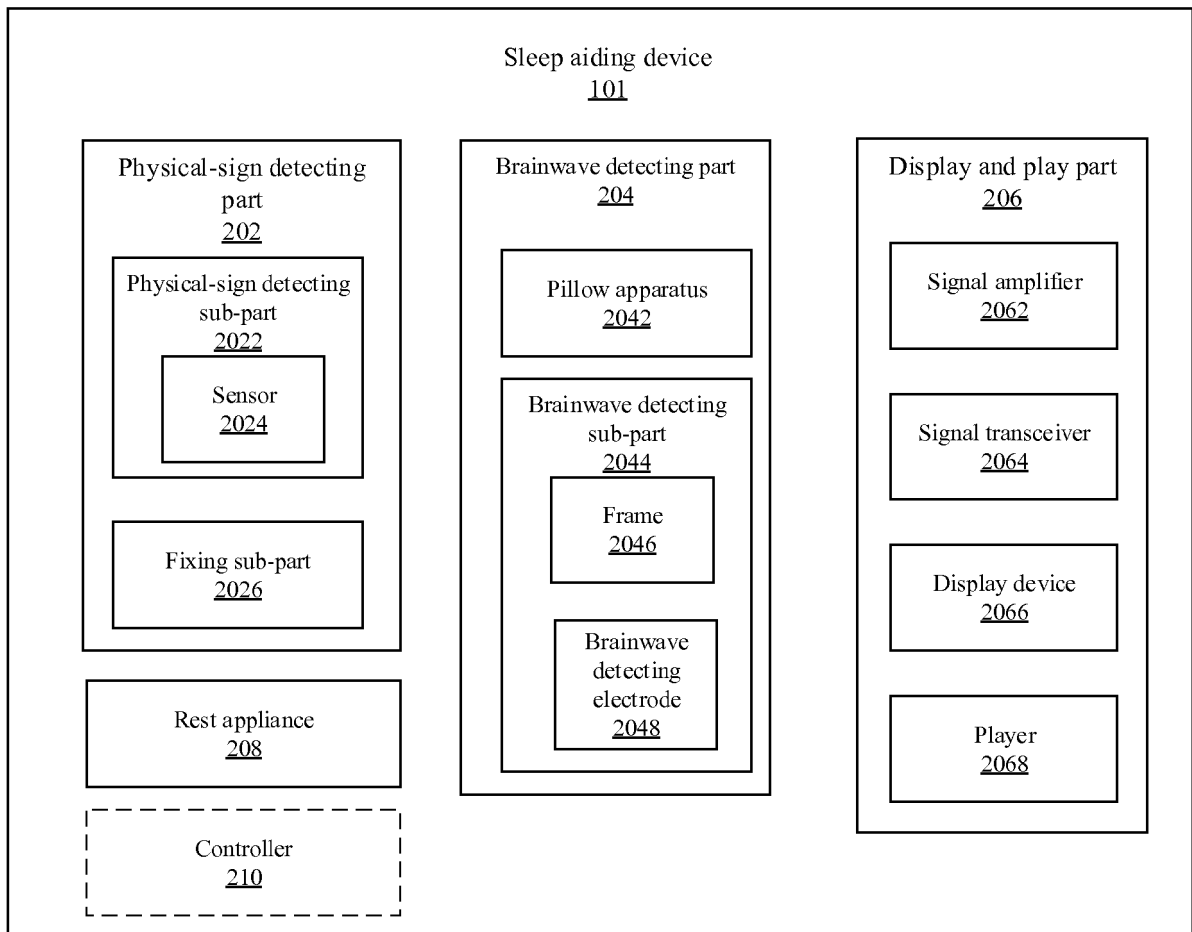 Sleep aiding device
101
Physical-sign detecting
part
202
Physical-sign detecting
sub-part
2022
Sensor
2024
Fixing sub-part
2026
Rest appliance
208
Controller
210
Brainwave detecting part
204
Pillow apparatus
2042
Brainwave detecting
sub-part
2044
Frame
2046
Brainwave
detecting
electrode
2048
Display and play part
206
Signal amplifier
2062
Signal transceiver
2064
Display device
2066
Player
2068